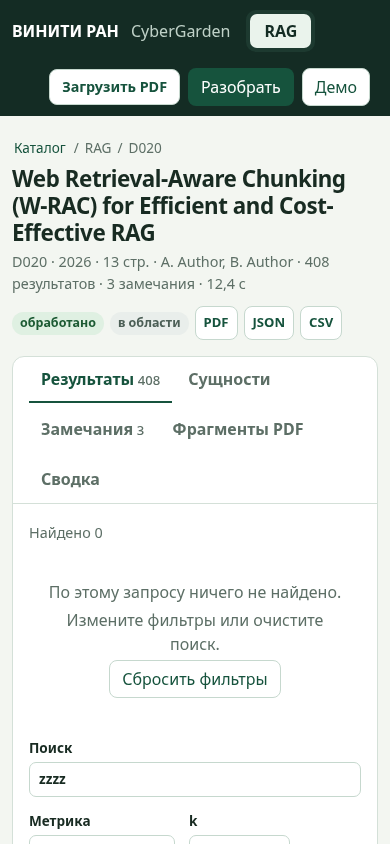 ВИНИТИ РАН CyberGarden RAG
Загрузить PDF Разобрать Демо
Каталог / RAG / D020
Web Retrieval-Aware Chunking
(W-RAC) for Efficient and Cost-
Effective RAG
D020 · 2026 · 13 стр. · A. Author, B. Author · 408
результатов · 3 замечания · 12,4 с
обработано в области PDF JSON CSV
Результаты 408 Сущности
Замечания 3 Фрагменты PDF
Сводка
Найдено 0
По этому запросу ничего не найдено.
Измените фильтры или очистите
поиск.
Сбросить фильтры
Поиск
zzzz
Метрика k